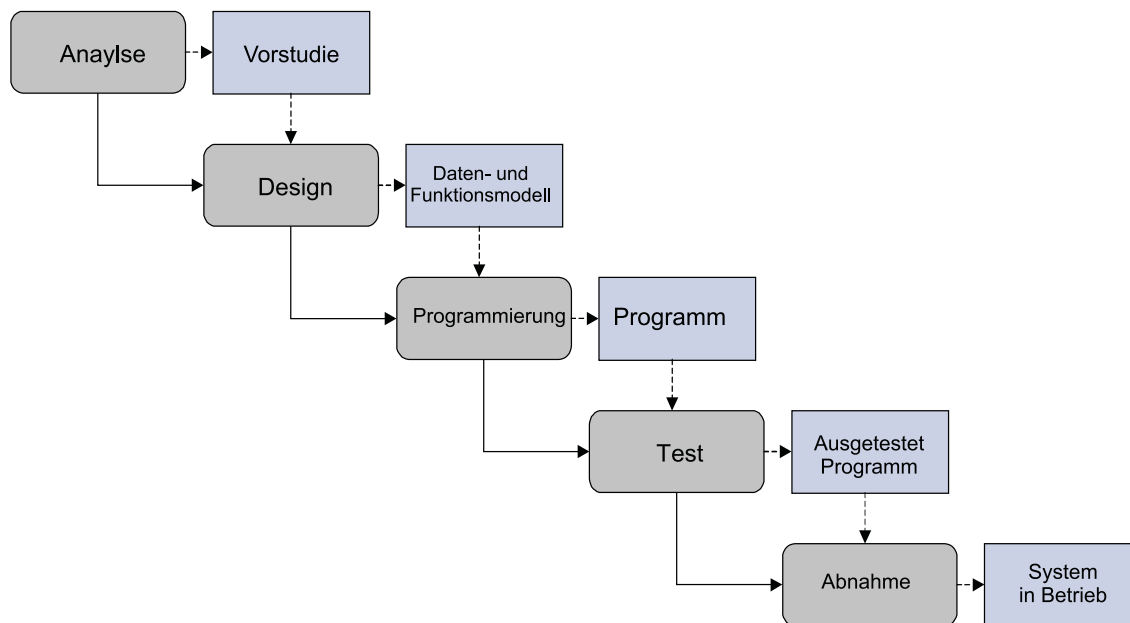 Anaylse
Vorstudie
Design
Daten- und
Funktionsmodell
Programmierung
Programm
Test
Ausgetestet
Programm
Abnahme
System
in Betrieb